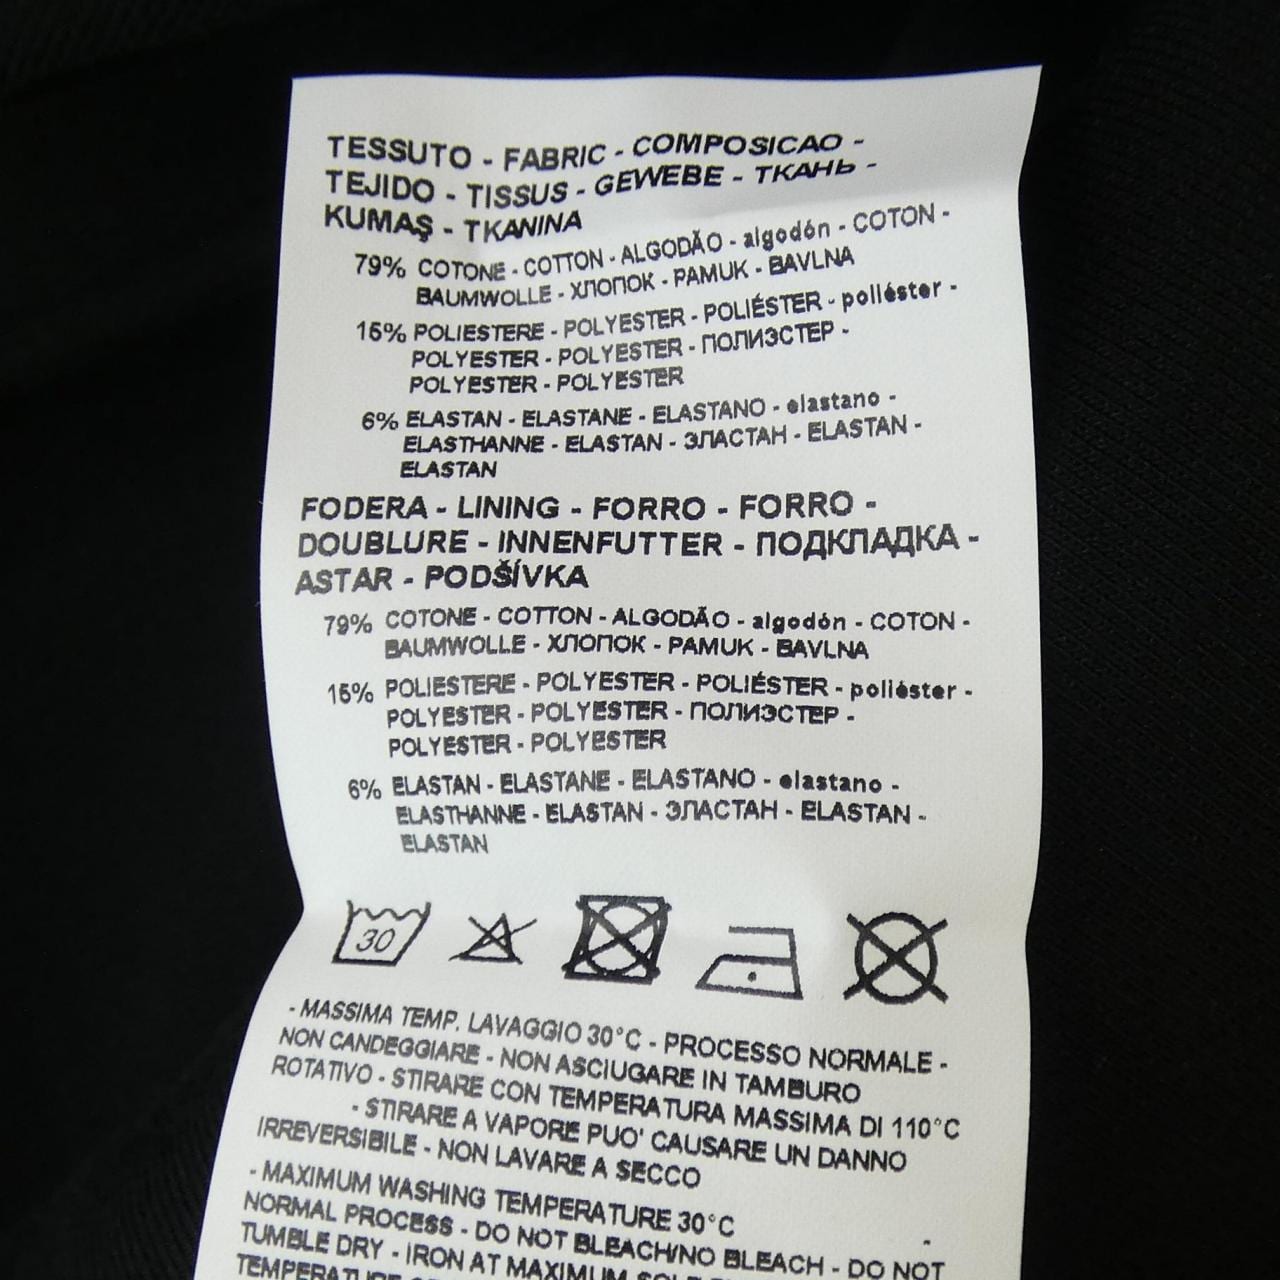 TESSUTO - FABRIC - COMPOSICAO -
TEJIDO - TISSUS - GEWEBE - ТКАНЬ -
KUMAŞ - TKANINA
79% COTONE - COTTON - ALGODÃO - algodón - COTON -
BAUMWOLLE - ХЛОПОК - PAMUK - BAVLNA
15% POLIESTERE - POLYESTER - POLIÉSTER - poliéster -
POLYESTER - POLYESTER - ПОЛИЭСТЕР -
POLYESTER - POLYESTER
6% ELASTAN - ELASTANE - ELASTANO - elastano -
ELASTHANNE - ELASTAN - ЭЛАСТАН - ELASTAN -
ELASTAN
FODERA - LINING - FORRO - FORRO -
DOUBLURE - INNENFUTTER - ПОДКЛАДКА -
ASTAR - PODŠÍVKA
79% COTONE - COTTON - ALGODÃO - algodón - COTON -
BAUMWOLLE - ХЛОПОК - PAMUK - BAVLNA
15% POLIESTERE - POLYESTER - POLIÉSTER - poliéster -
POLYESTER - POLYESTER - ПОЛИЭСТЕР -
POLYESTER - POLYESTER
6% ELASTAN - ELASTANE - ELASTANO - elastano -
ELASTHANNE - ELASTAN - ЭЛАСТАН - ELASTAN -
ELASTAN
30
- MASSIMA TEMP. LAVAGGIO 30°C - PROCESSO NORMALE -
NON CANDEGGIARE - NON ASCIUGARE IN TAMBURO
ROTATIVO - STIRARE CON TEMPERATURA MASSIMA DI 110°C
- STIRARE A VAPORE PUO' CAUSARE UN DANNO
IRREVERSIBILE - NON LAVARE A SECCO
- MAXIMUM WASHING TEMPERATURE 30°C -
NORMAL PROCESS - DO NOT BLEACH/NO BLEACH - DO NOT
TUMBLE DRY - IRON AT MAXIMUM